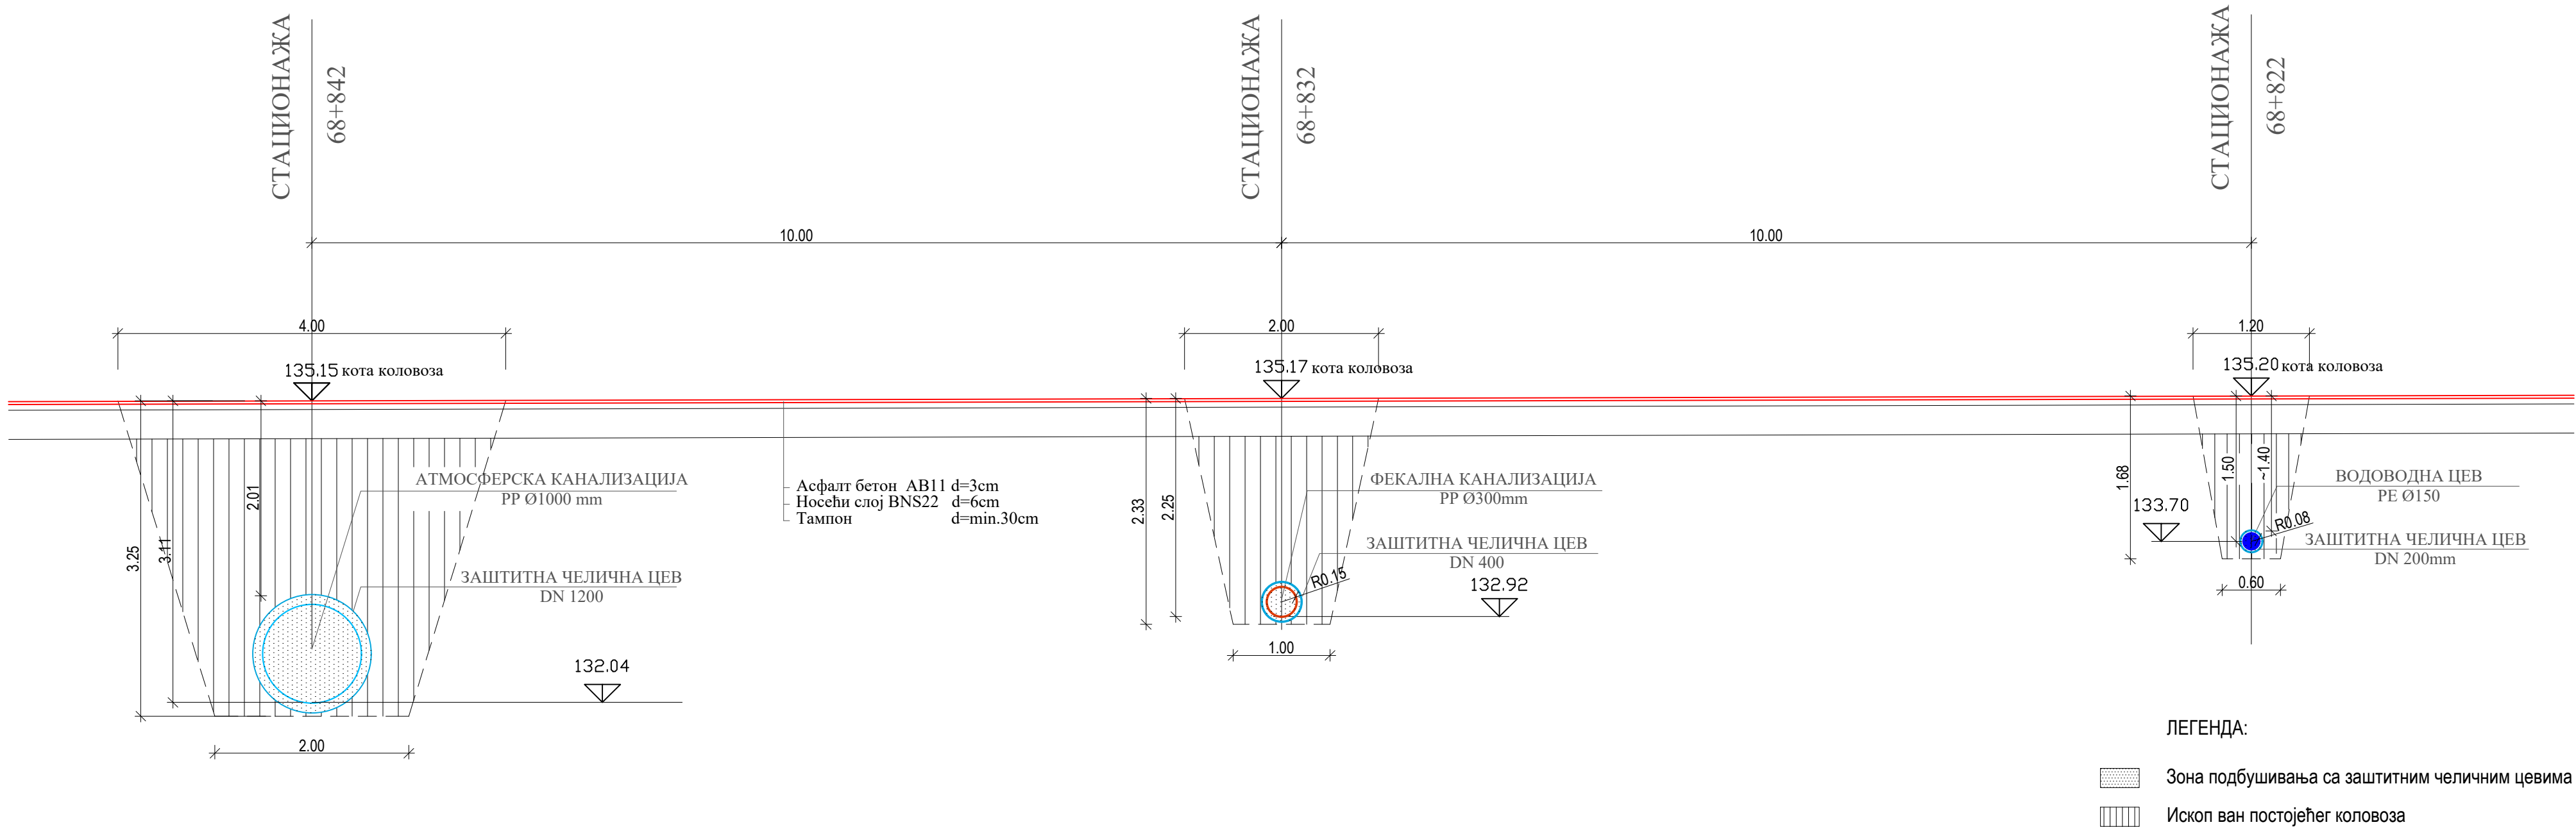 СТАЦИОНАЖА
68+842
СТАЦИОНАЖА
68+832
СТАЦИОНАЖА
68+822
10.00
10.00
4.00
2.00
1.20
135.15 кота коловоза
135.17 кота коловоза
135.20 кота коловоза
АТМОСФЕРСКА КАНАЛИЗАЦИЈА
PP Ø1000 mm
ЗАШТИТНА ЧЕЛИЧНА ЦЕВ
DN 1200
2.01
3.11
3.25
132.04
2.00
Асфалт бетон AB11 d=3cm
Носећи слој BNS22 d=6cm
Тампон d=min.30cm
ФЕКАЛНА КАНАЛИЗАЦИЈА
PP Ø300mm
ЗАШТИТНА ЧЕЛИЧНА ЦЕВ
DN 400
2.33
2.25
R0.15
132.92
1.00
1.68
1.50
~1.40
ВОДОВОДНА ЦЕВ
PE Ø150
133.70
R0.08
ЗАШТИТНА ЧЕЛИЧНА ЦЕВ
DN 200mm
0.60
ЛЕГЕНДА:
Зона подбушивања са заштитним челичним цевима
Ископ ван постојећег коловоза